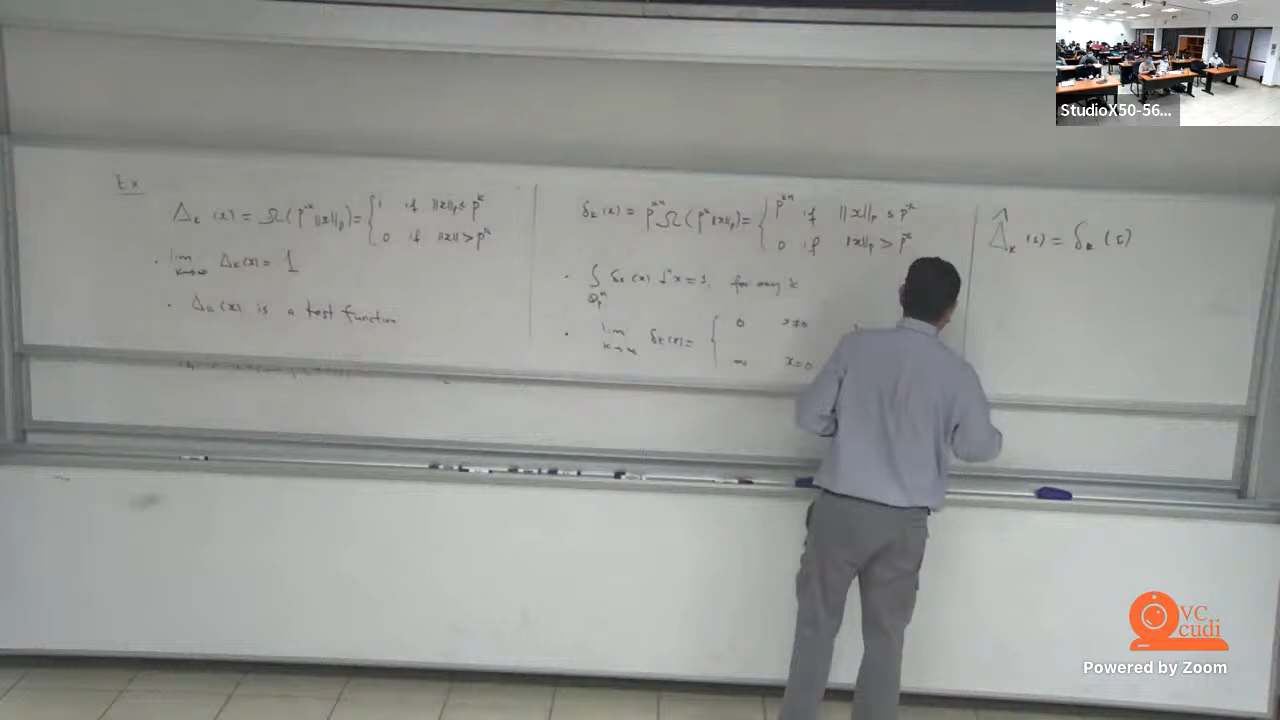 Ex
Δ_k (x) = Ω(p^{-k} ||x||_p) = { 1 if ||x||_p ≤ p^k
0 if ||x|| > p^k
· lim_{k→∞} Δ_k(x) = 1
· Δ_k (x) is a test function
δ_k (x) = p^{kn} Ω(p^k ||x||_p) = { p^{kn} if ||x||_p ≤ p^{-k}
0 if ||x||_p > p^{-k}
· ∫_{Q_p^n} δ_k (x) d^n x = 1, for any k
· lim_{k→∞} δ_k (x) = { 0 x≠0
∞ x=0
Δ̂_k (ξ) = δ_k (ξ)
StudioX50-56...
VC
cudi
Powered by Zoom